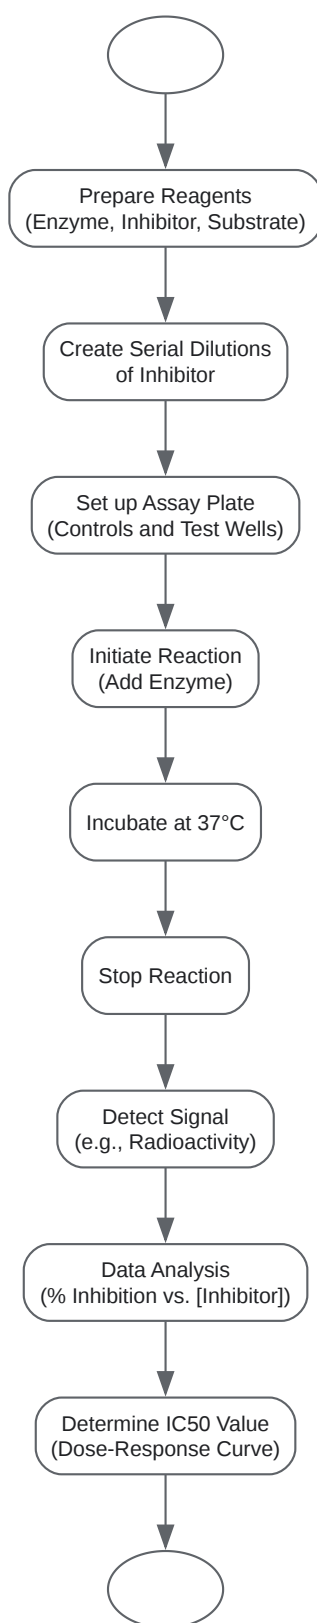 Prepare Reagents
(Enzyme, Inhibitor, Substrate)
Create Serial Dilutions
of Inhibitor
Set up Assay Plate
(Controls and Test Wells)
Initiate Reaction
(Add Enzyme)
Incubate at 37°C
Stop Reaction
Detect Signal
(e.g., Radioactivity)
Data Analysis
(% Inhibition vs. [Inhibitor])
Determine IC50 Value
(Dose-Response Curve)